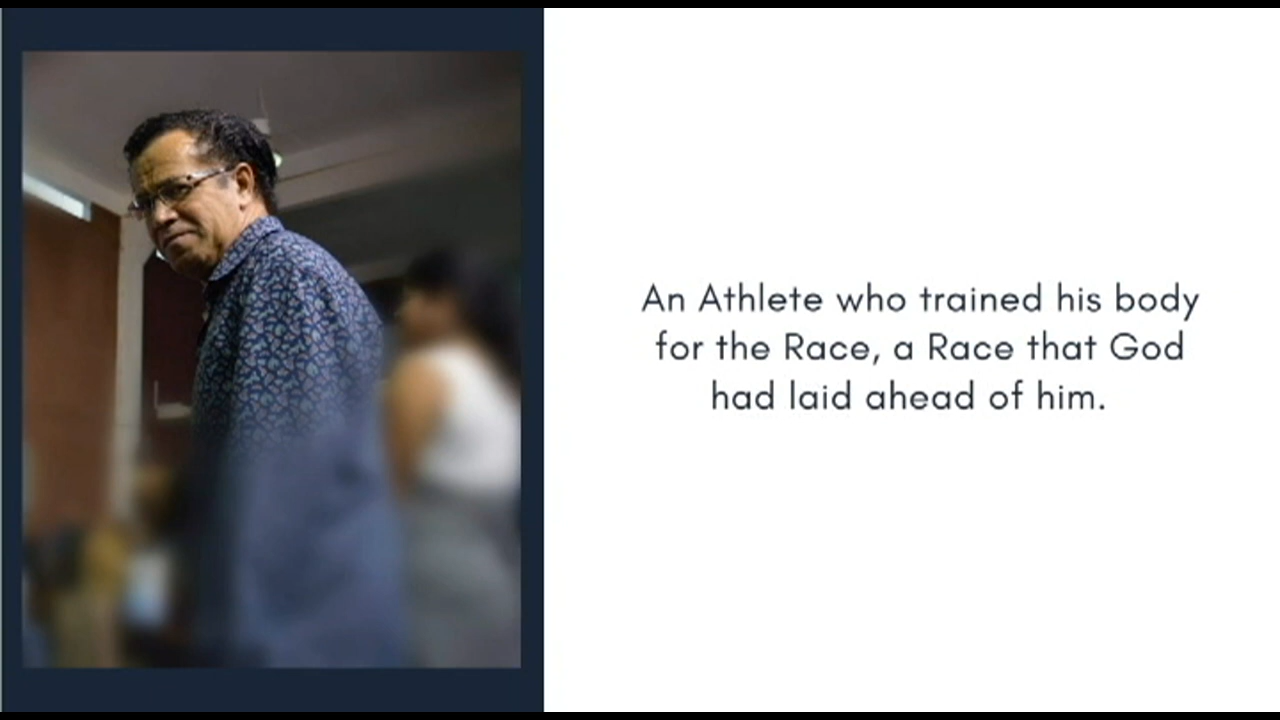 An Athlete who trained his body
for the Race, a Race that God
had laid ahead of him.